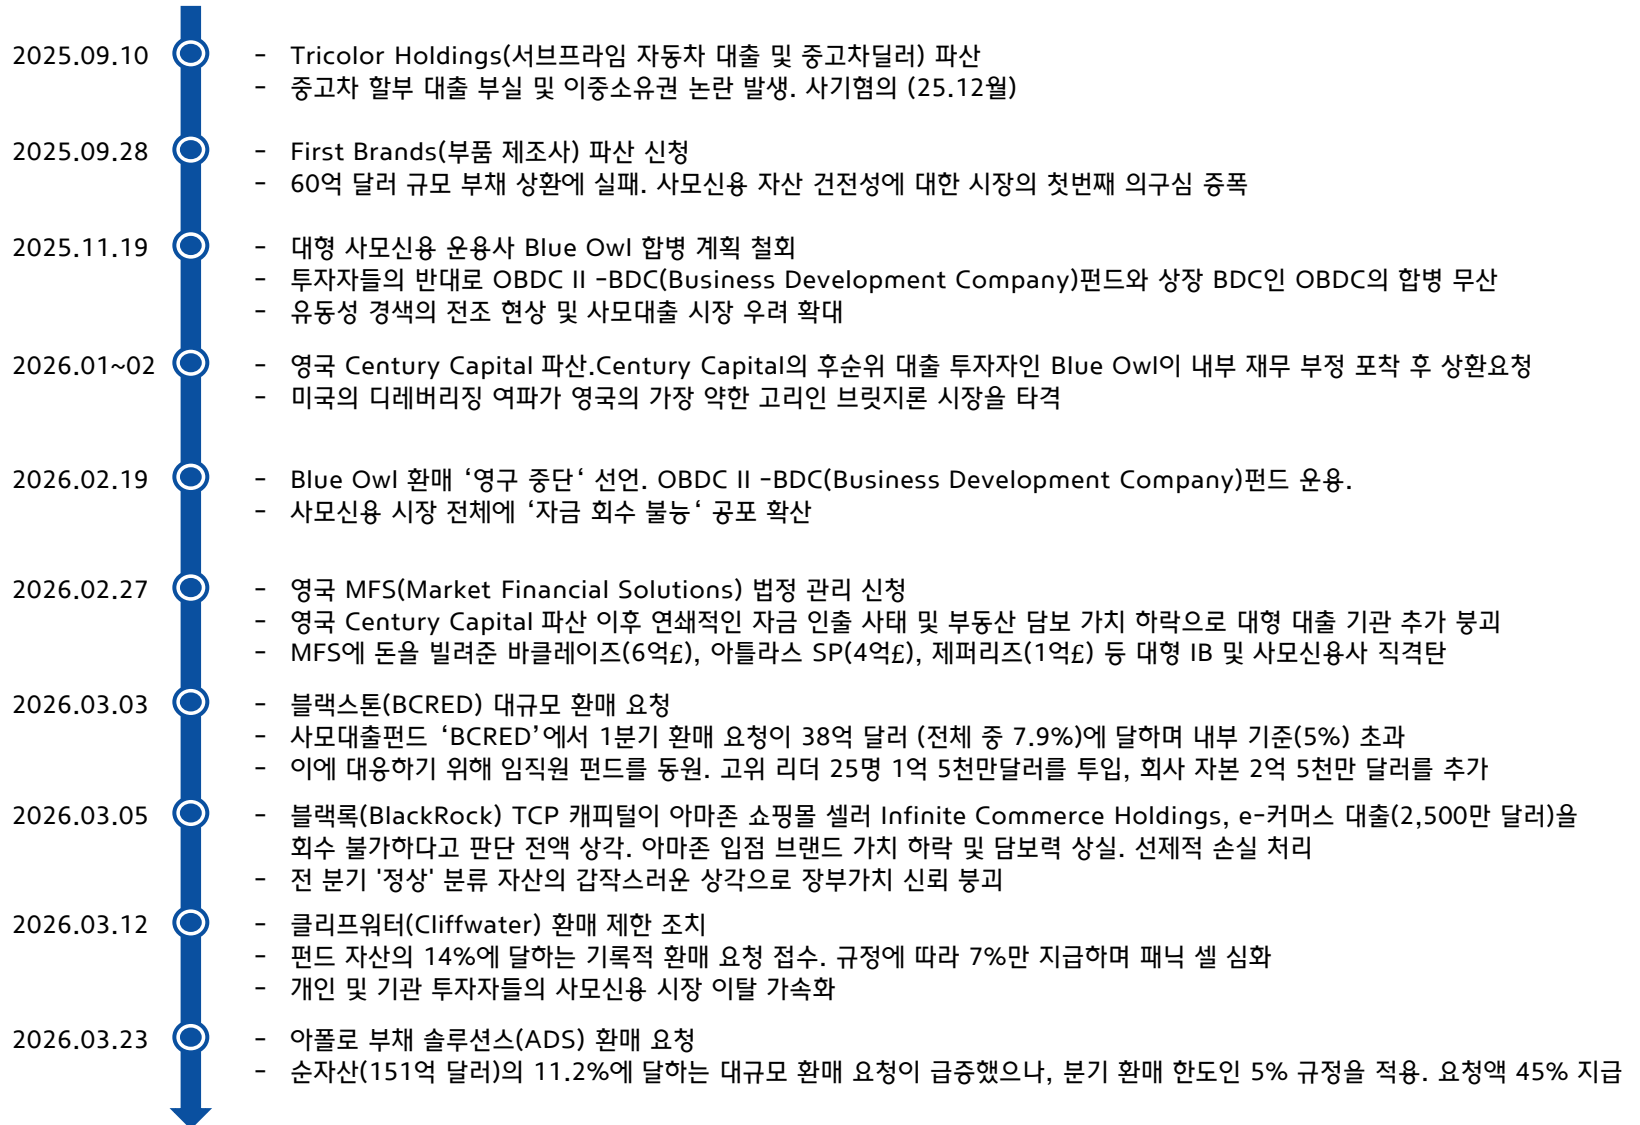 2025.09.10
- Tricolor Holdings(서브프라임 자동차 대출 및 중고차딜러) 파산
- 중고차 할부 대출 부실 및 이중소유권 논란 발생. 사기혐의 (25.12월)
2025.09.28
- First Brands(부품 제조사) 파산 신청
- 60억 달러 규모 부채 상환에 실패. 사모신용 자산 건전성에 대한 시장의 첫번째 의구심 증폭
2025.11.19
- 대형 사모신용 운용사 Blue Owl 합병 계획 철회
- 투자자들의 반대로 OBDC II -BDC(Business Development Company)펀드와 상장 BDC인 OBDC의 합병 무산
- 유동성 경색의 전조 현상 및 사모대출 시장 우려 확대
2026.01~02
- 영국 Century Capital 파산.Century Capital의 후순위 대출 투자자인 Blue Owl이 내부 재무 부정 포착 후 상환요청
- 미국의 디레버리징 여파가 영국의 가장 약한 고리인 브릿지론 시장을 타격
2026.02.19
- Blue Owl 환매 ‘영구 중단‘ 선언. OBDC II -BDC(Business Development Company)펀드 운용.
- 사모신용 시장 전체에 ‘자금 회수 불능‘ 공포 확산
2026.02.27
- 영국 MFS(Market Financial Solutions) 법정 관리 신청
- 영국 Century Capital 파산 이후 연쇄적인 자금 인출 사태 및 부동산 담보 가치 하락으로 대형 대출 기관 추가 붕괴
- MFS에 돈을 빌려준 바클레이즈(6억£), 아틀라스 SP(4억£), 제퍼리즈(1억£) 등 대형 IB 및 사모신용사 직격탄
2026.03.03
- 블랙스톤(BCRED) 대규모 환매 요청
- 사모대출펀드 ‘BCRED’에서 1분기 환매 요청이 38억 달러 (전체 중 7.9%)에 달하며 내부 기준(5%) 초과
- 이에 대응하기 위해 임직원 펀드를 동원. 고위 리더 25명 1억 5천만달러를 투입, 회사 자본 2억 5천만 달러를 추가
2026.03.05
- 블랙록(BlackRock) TCP 캐피털이 아마존 쇼핑몰 셀러 Infinite Commerce Holdings, e-커머스 대출(2,500만 달러)을
회수 불가하다고 판단 전액 상각. 아마존 입점 브랜드 가치 하락 및 담보력 상실. 선제적 손실 처리
- 전 분기 '정상' 분류 자산의 갑작스러운 상각으로 장부가치 신뢰 붕괴
2026.03.12
- 클리프워터(Cliffwater) 환매 제한 조치
- 펀드 자산의 14%에 달하는 기록적 환매 요청 접수. 규정에 따라 7%만 지급하며 패닉 셀 심화
- 개인 및 기관 투자자들의 사모신용 시장 이탈 가속화
2026.03.23
- 아폴로 부채 솔루션스(ADS) 환매 요청
- 순자산(151억 달러)의 11.2%에 달하는 대규모 환매 요청이 급증했으나, 분기 환매 한도인 5% 규정을 적용. 요청액 45% 지급